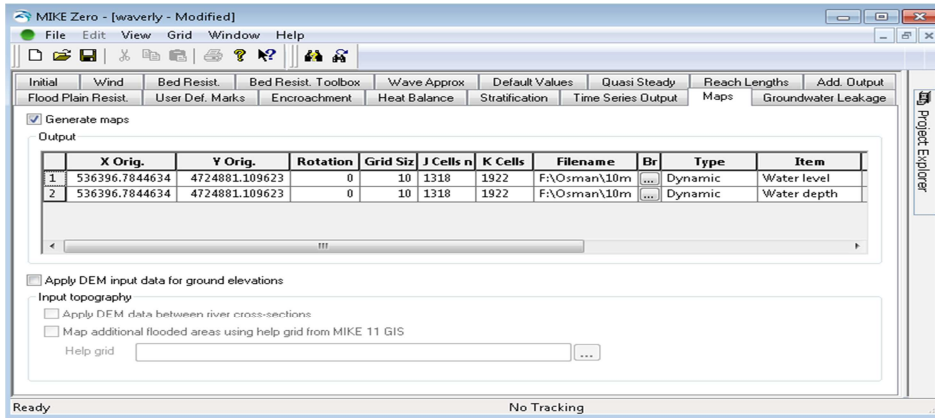 MIKE Zero - [waverly - Modified]
File Edit View Grid Window Help
Initial Wind Bed Resist. Bed Resist. Toolbox Wave Approx Default Values Quasi Steady Reach Lengths Add. Output
Flood Plain Resist. User Def. Marks Encroachment Heat Balance Stratification Time Series Output Maps Groundwater Leakage
Generate maps
Output
X Orig. Y Orig. Rotation Grid Siz J Cells n K Cells Filename Br Type Item
1 536396.7844634 4724881.109623 0 10 1318 1922 F:\Osman\10m ... Dynamic Water level
2 536396.7844634 4724881.109623 0 10 1318 1922 F:\Osman\10m ... Dynamic Water depth
Apply DEM input data for ground elevations
Input topography
Apply DEM data between river cross-sections
Map additional flooded areas using help grid from MIKE 11 GIS
Help grid ...
Project Explorer
Ready No Tracking